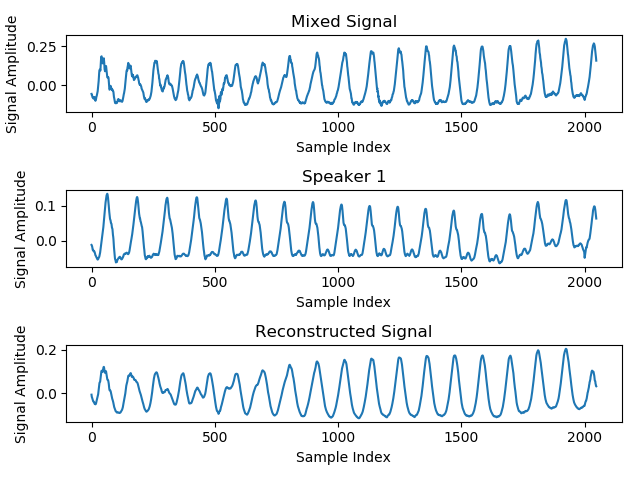 Mixed Signal
Signal Amplitude
0.25
0.00
0 500 1000 1500 2000
Sample Index
Speaker 1
Signal Amplitude
0.1
0.0
0 500 1000 1500 2000
Sample Index
Reconstructed Signal
Signal Amplitude
0.2
0.0
0 500 1000 1500 2000
Sample Index